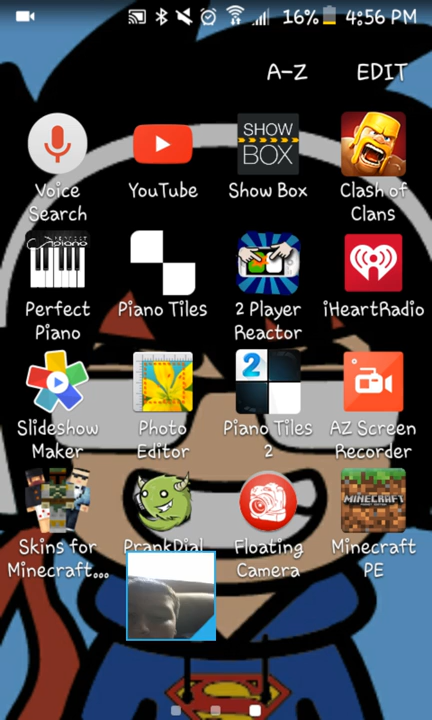 16% 4:56 PM
A-Z EDIT
SHOW
BOX
Voice
Search
YouTube
Show Box
Clash of
Clans
Perfect
Piano
Perfect
Piano
Piano Tiles
2 Player
Reactor
iHeartRadio
2
Slideshow
Maker
Photo
Editor
Piano Tiles
2
AZ Screen
Recorder
MINECRAFT
Skins for
Minecraft...
PrankDial
Floating
Camera
Minecraft
PE